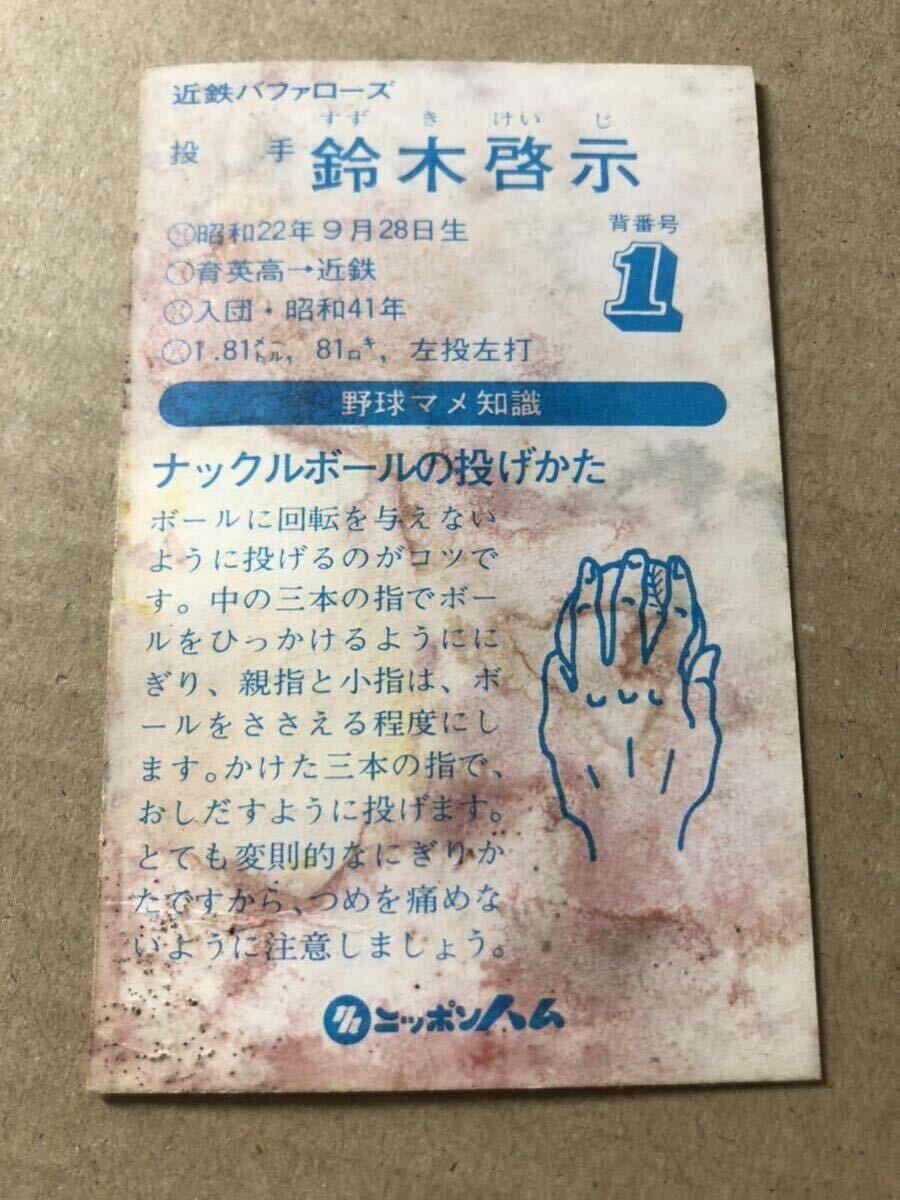 近鉄バファローズ
すず き けい じ
投手 鈴木啓示
昭和22年9月28日生
背番号
1
育英高→近鉄
入団・昭和41年
1.81㍍, 81キロ, 左投左打
野球マメ知識
ナックルボールの投げかた
ボールに回転を与えない
ように投げるのがコツで
す。中の三本の指でボー
ルをひっかけるようにに
ぎり、親指と小指は、ボ
ールをささえる程度にし
ます。かけた三本の指で、
おしだすように投げます。
とても変則的なにぎりか
たですから、つめを痛めな
いように注意しましょう。
ニッポンハム